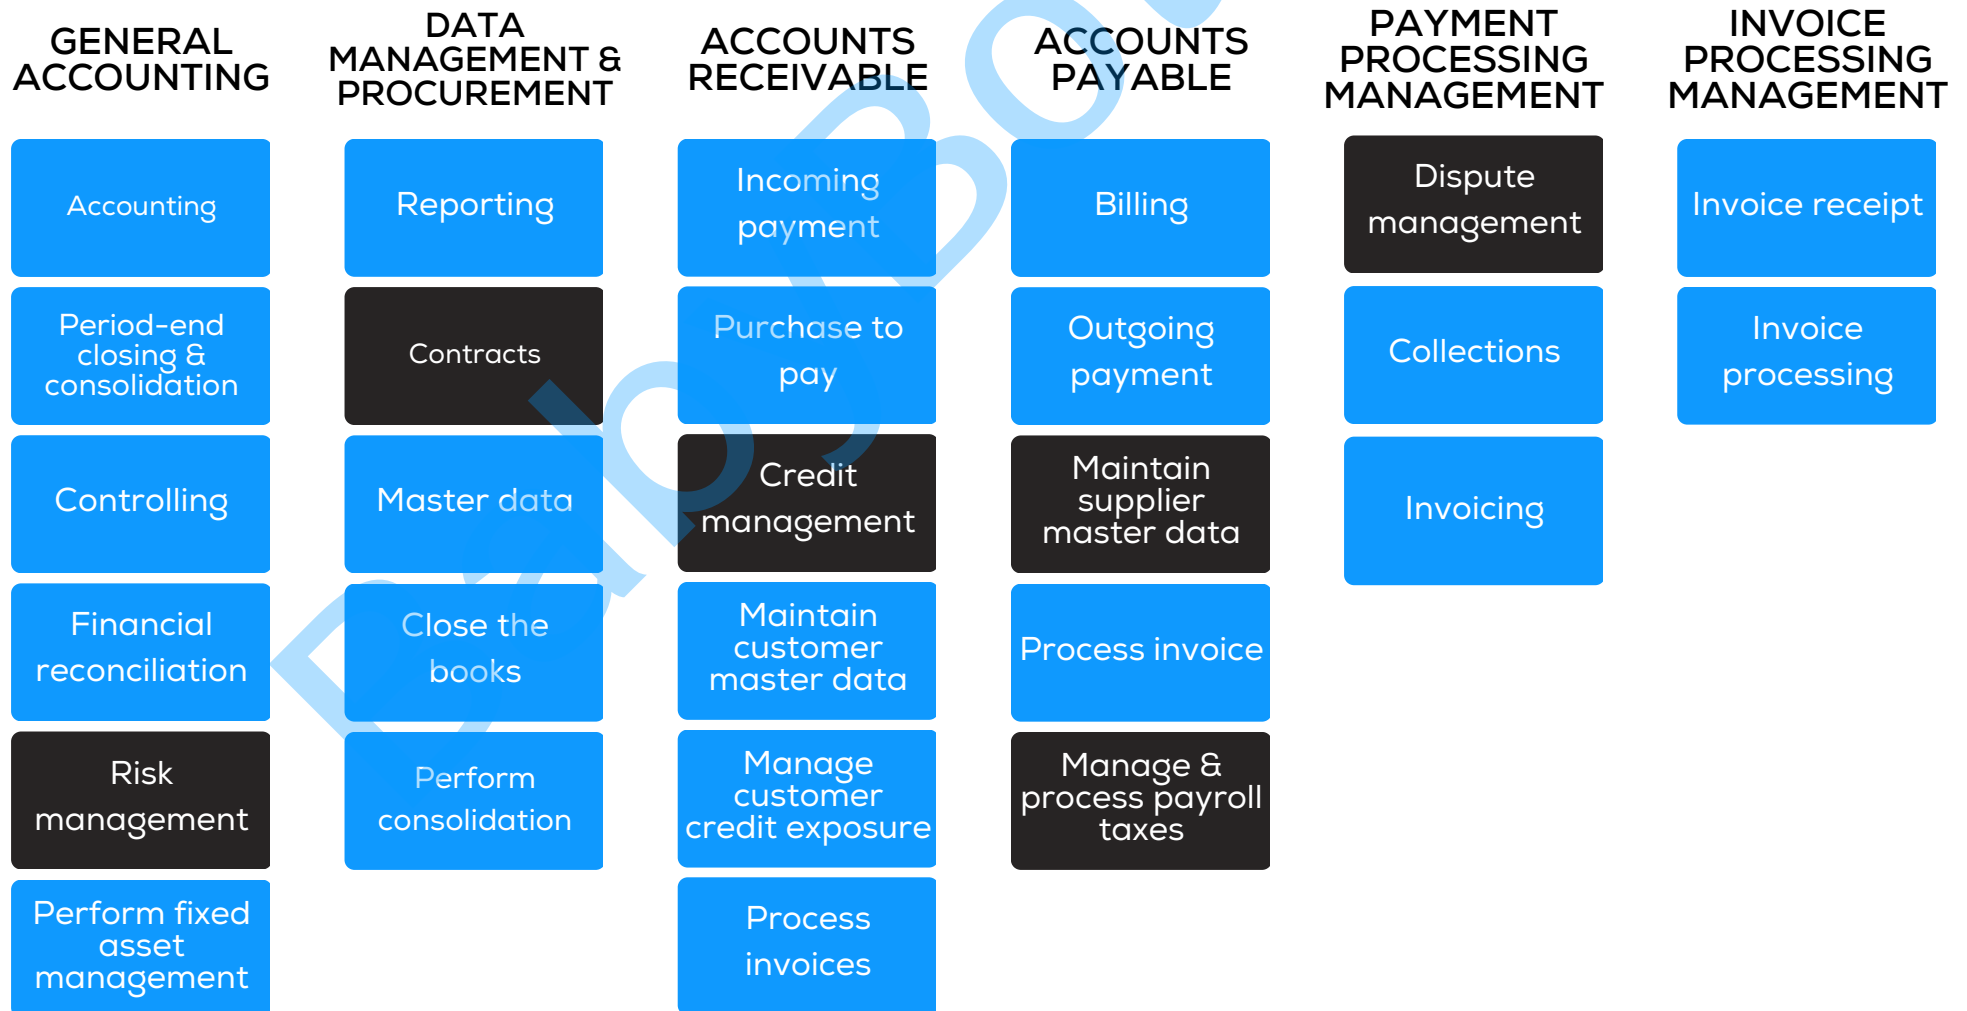 GENERAL
ACCOUNTING
Accounting
Period-end
closing &
consolidation
Controlling
Financial
reconciliation
Risk
management
Perform fixed
asset
management
DATA
MANAGEMENT &
PROCUREMENT
Reporting
Contracts
Master data
Close the
books
Perform
consolidation
ACCOUNTS
RECEIVABLE
Incoming
payment
Purchase to
pay
Credit
management
Maintain
customer
master data
Manage
customer
credit exposure
Process
invoices
ACCOUNTS
PAYABLE
Billing
Outgoing
payment
Maintain
supplier
master data
Process invoice
Manage &
process payroll
taxes
PAYMENT
PROCESSING
MANAGEMENT
Dispute
management
Collections
Invoicing
INVOICE
PROCESSING
MANAGEMENT
Invoice receipt
Invoice
processing